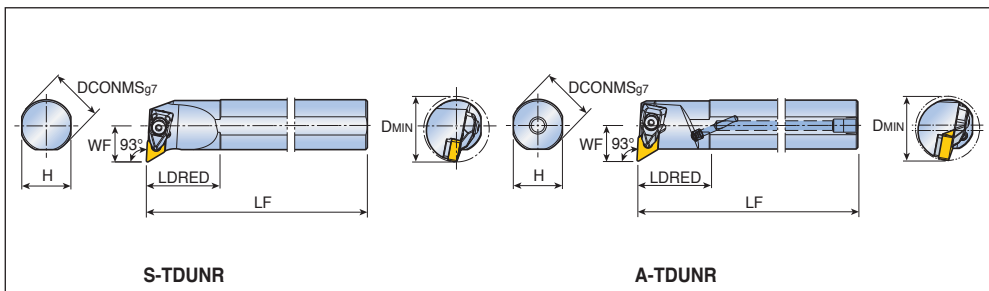 DCONMSg7
WF
93°
H
LDRED
LF
DMIN
S-TDUNR
DCONMSg7
WF
93°
H
LDRED
LF
DMIN
A-TDUNR